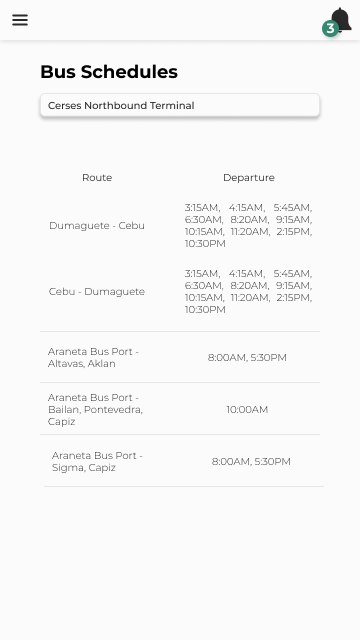 3
Bus Schedules
Cerses Northbound Terminal
Route Departure
Dumaguete - Cebu
3:15AM, 4:15AM, 5:45AM,
6:30AM, 8:20AM, 9:15AM,
10:15AM, 11:20AM, 2:15PM,
10:30PM
Cebu - Dumaguete
3:15AM, 4:15AM, 5:45AM,
6:30AM, 8:20AM, 9:15AM,
10:15AM, 11:20AM, 2:15PM,
10:30PM
Araneta Bus Port -
Altavas, Aklan
8:00AM, 5:30PM
Araneta Bus Port -
Bailan, Pontevedra,
Capiz
10:00AM
Araneta Bus Port -
Sigma, Capiz
8:00AM, 5:30PM